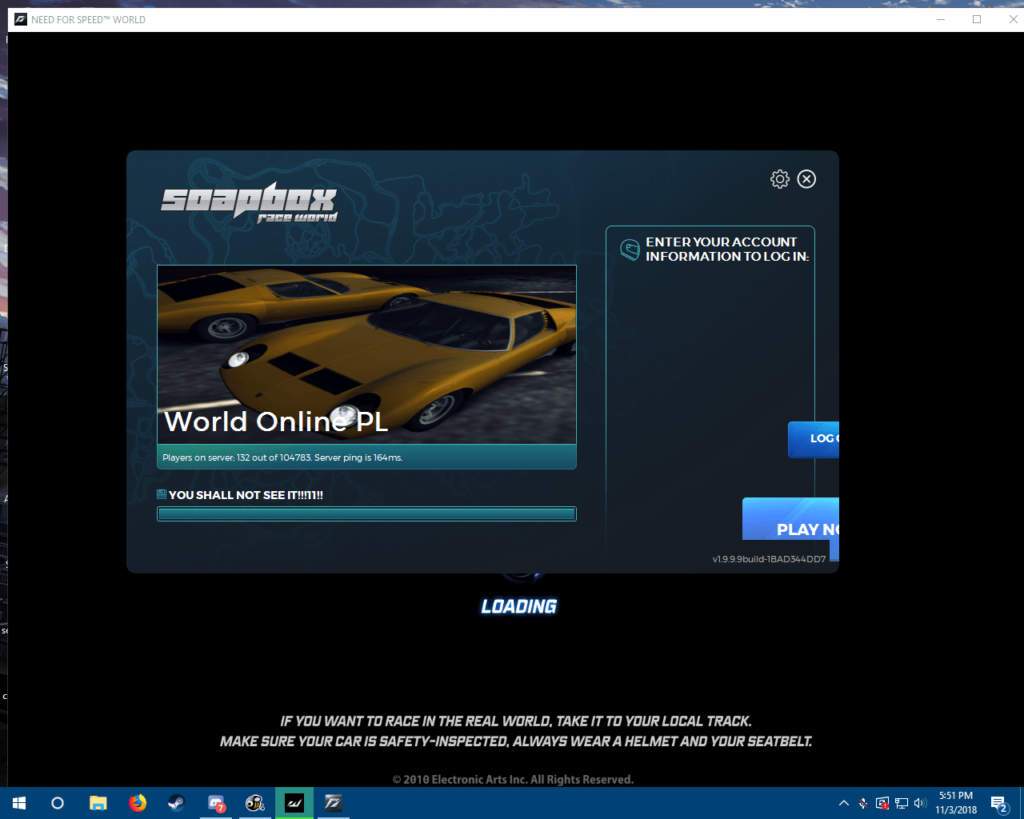 NEED FOR SPEED™ WORLD
soapbox
race world
ENTER YOUR ACCOUNT
INFORMATION TO LOG IN:
World Online PL
Players on server: 132 out of 104783. Server ping is 164ms.
YOU SHALL NOT SEE IT!!!11!!
LOG
PLAY
v1.9.9.9build-1BAD344DD7
LOADING
IF YOU WANT TO RACE IN THE REAL WORLD, TAKE IT TO YOUR LOCAL TRACK.
MAKE SURE YOUR CAR IS SAFETY-INSPECTED, ALWAYS WEAR A HELMET AND YOUR SEATBELT.
© 2010 Electronic Arts Inc. All Rights Reserved.
5:51 PM
11/3/2018
7
2